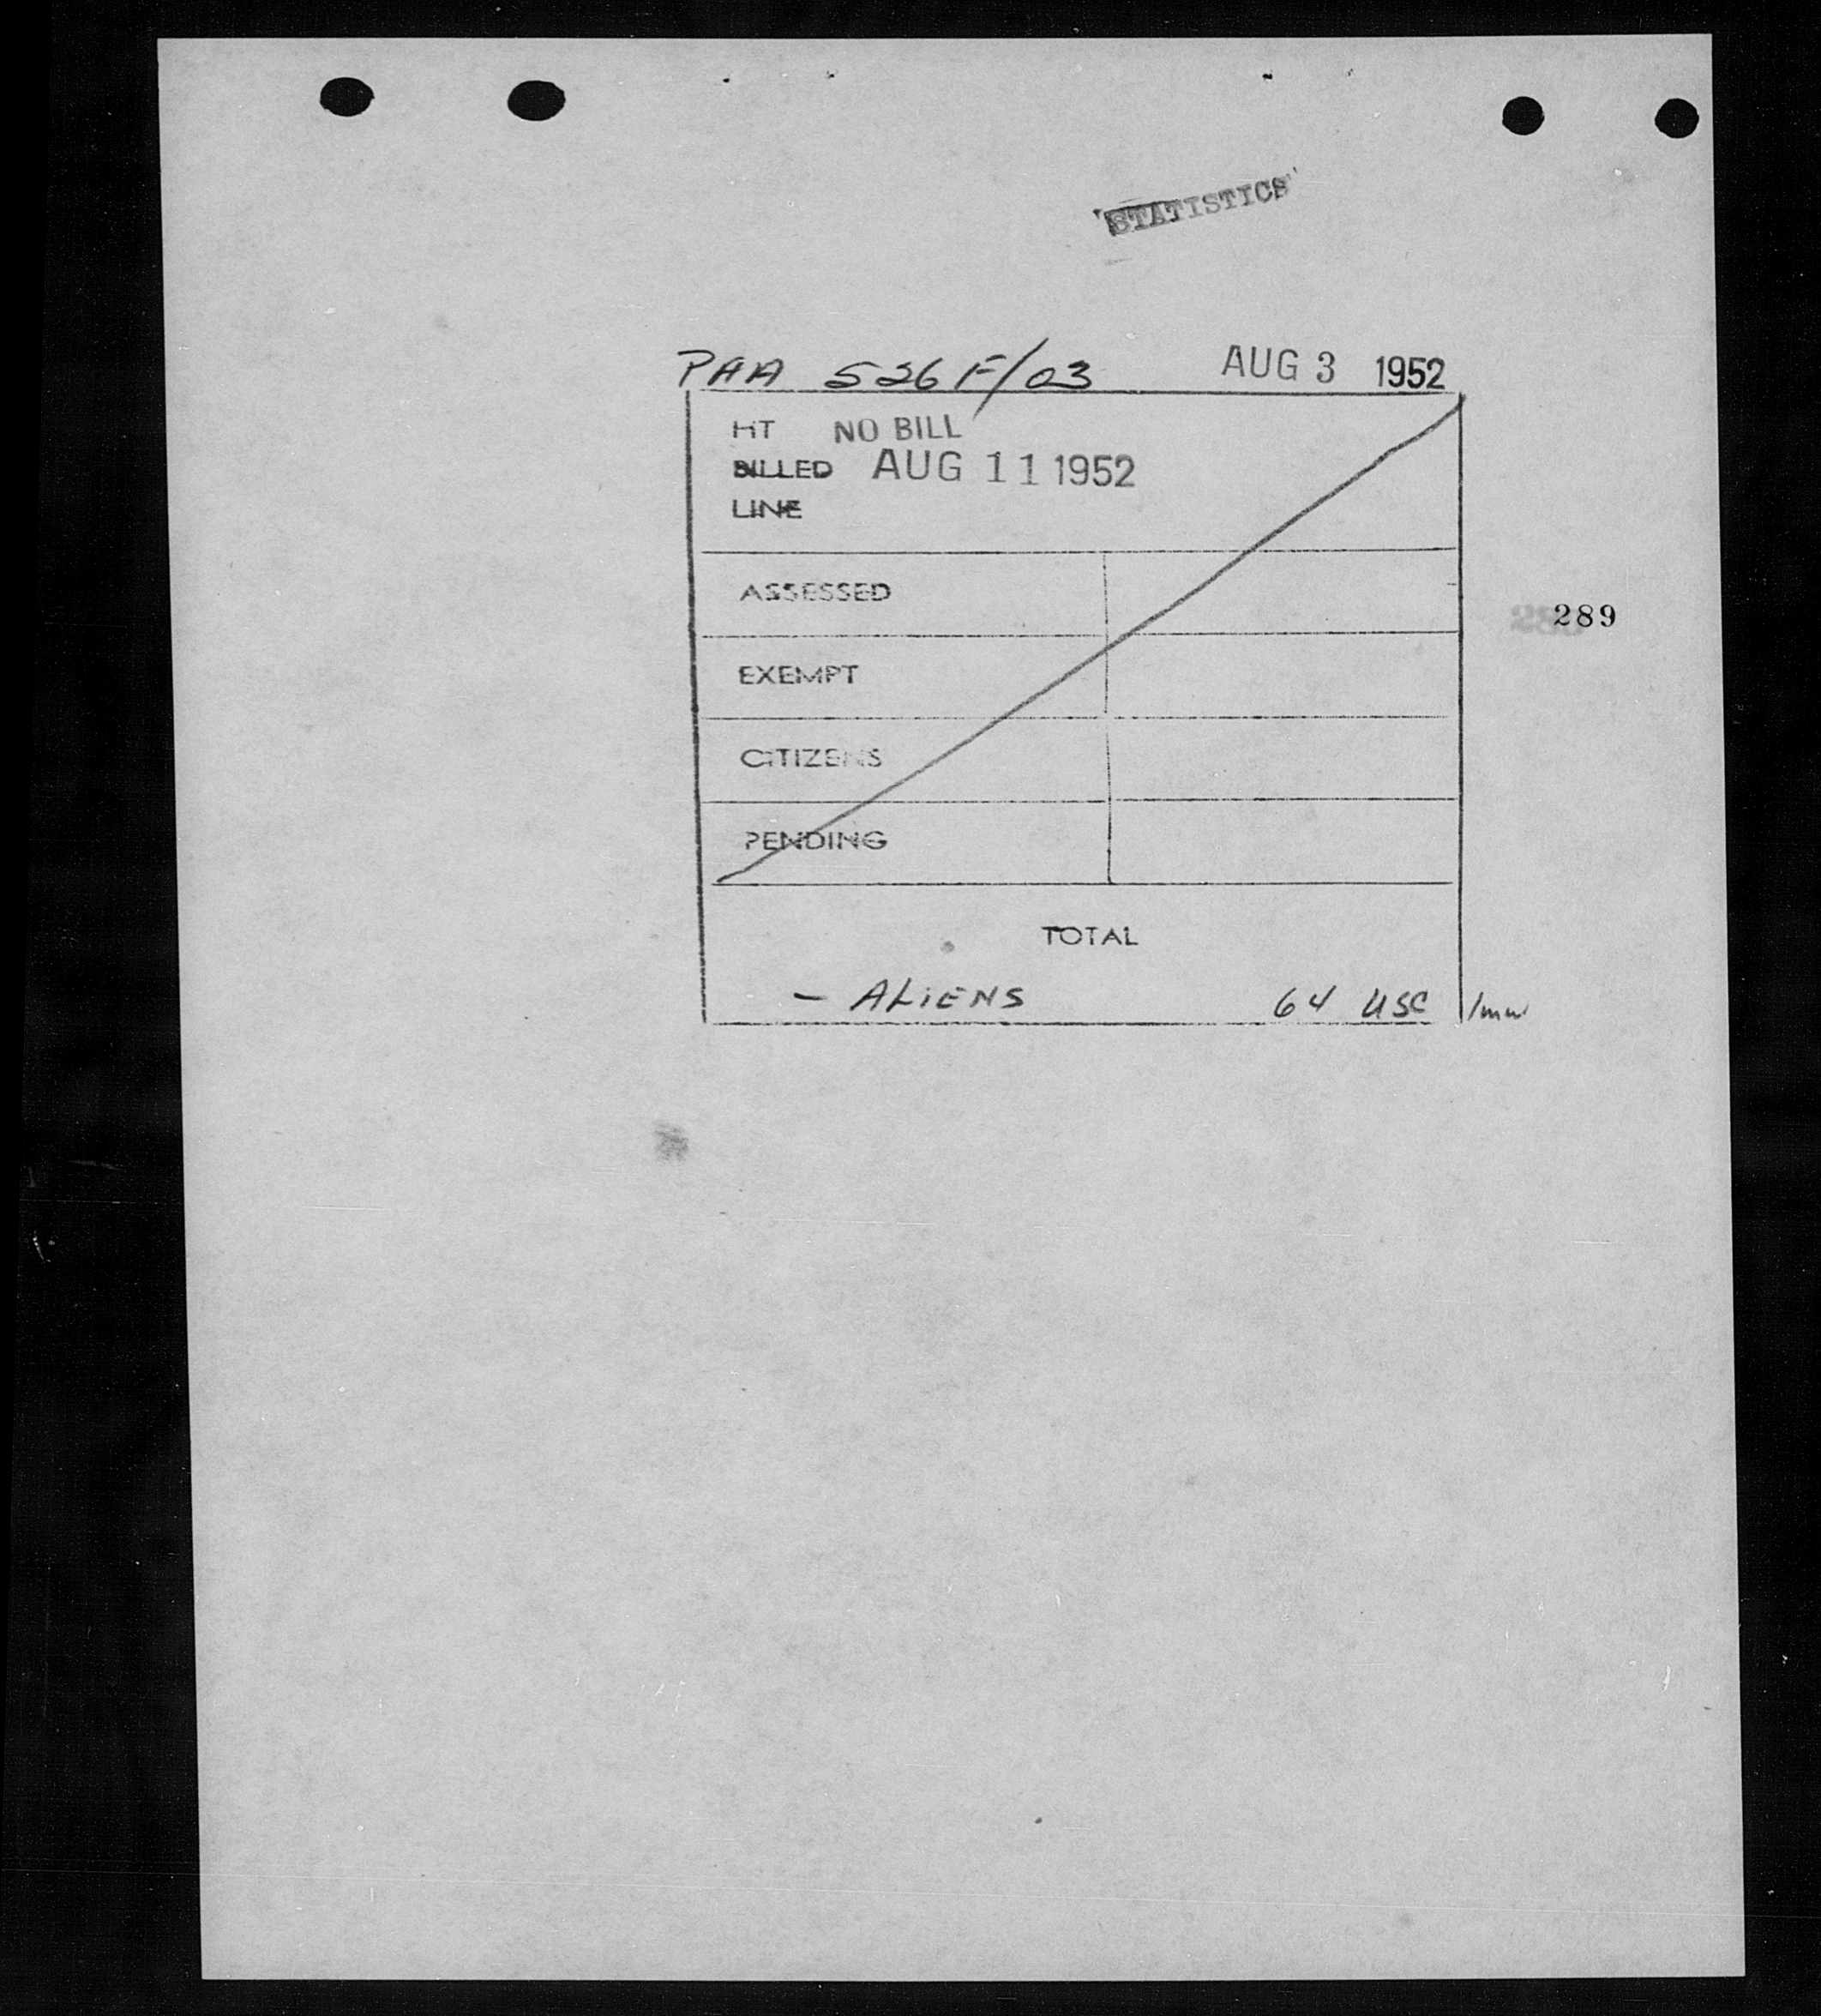 STATISTICS
PAA 526 F/03 AUG 3 1952
HT NO BILL
BILLED AUG 11 1952
LINE
ASSESSED
289
EXEMPT
CITIZENS
PENDING
TOTAL
— ALIENS 64 USC